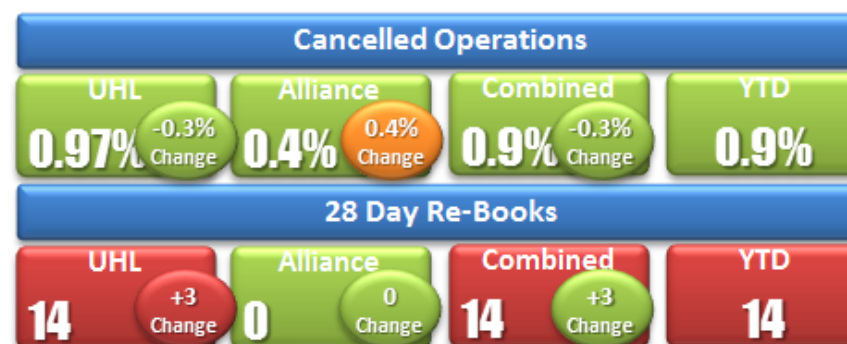 Cancelled Operations
UHL Alliance Combined YTD
0.97% -0.3% Change 0.4% 0.4% Change 0.9% -0.3% Change 0.9%
28 Day Re-Books
UHL Alliance Combined YTD
14 +3 Change 0 0 Change 14 +3 Change 14